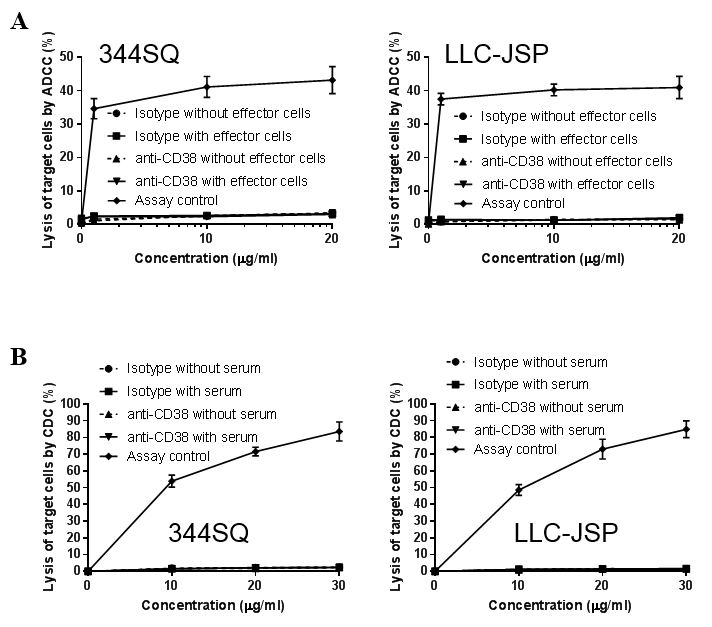 A
344SQ
Lysis of target cells by ADCC (%)
50
40
30
20
10
0
Isotype without effector cells
Isotype with effector cells
anti-CD38 without effector cells
anti-CD38 with effector cells
Assay control
0 10 20
Concentration (µg/ml)
LLC-JSP
Lysis of target cells by ADCC (%)
50
40
30
20
10
0
Isotype without effector cells
Isotype with effector cells
anti-CD38 without effector cells
anti-CD38 with effector cells
Assay control
0 10 20
Concentration (µg/ml)
B
Isotype without serum
Isotype with serum
anti-CD38 without serum
anti-CD38 with serum
Assay control
Lysis of target cells by CDC (%)
100
90
80
70
60
50
40
30
20
10
0
344SQ
0 10 20 30
Concentration (µg/ml)
Isotype without serum
Isotype with serum
anti-CD38 without serum
anti-CD38 with serum
Assay control
Lysis of target cells by CDC (%)
100
90
80
70
60
50
40
30
20
10
0
LLC-JSP
0 10 20 30
Concentration (µg/ml)